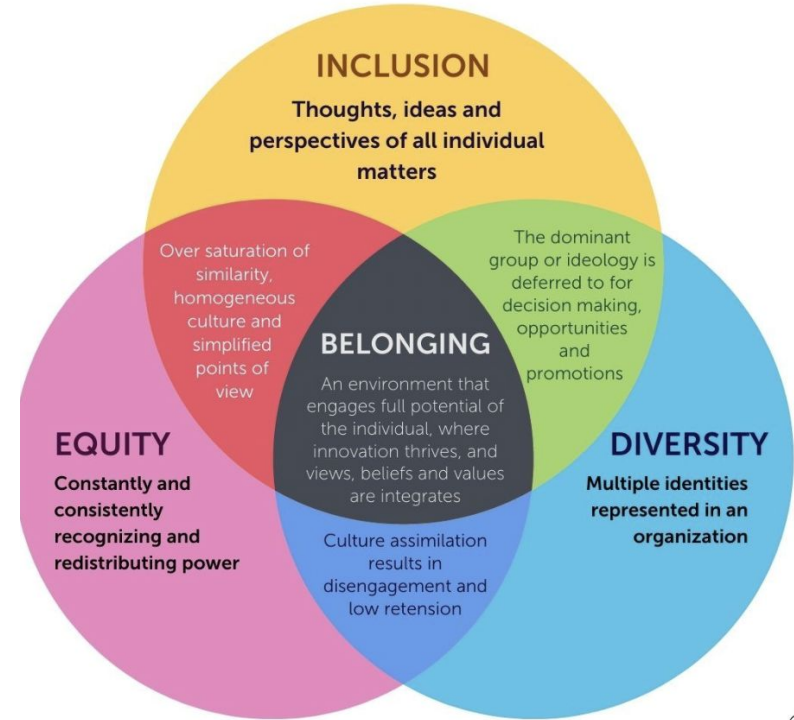 INCLUSION
Thoughts, ideas and
perspectives of all individual
matters
Over saturation of
similarity,
homogeneous
culture and
simplified
points of
view
The dominant
group or ideology is
deferred to for
decision making,
opportunities
and
promotions
BELONGING
An environment that
engages full potential of
the individual, where
innovation thrives, and
views, beliefs and values
are integrates
EQUITY
Constantly and
consistently
recognizing and
redistributing power
DIVERSITY
Multiple identities
represented in an
organization
Culture assimilation
results in
disengagement and
low retention